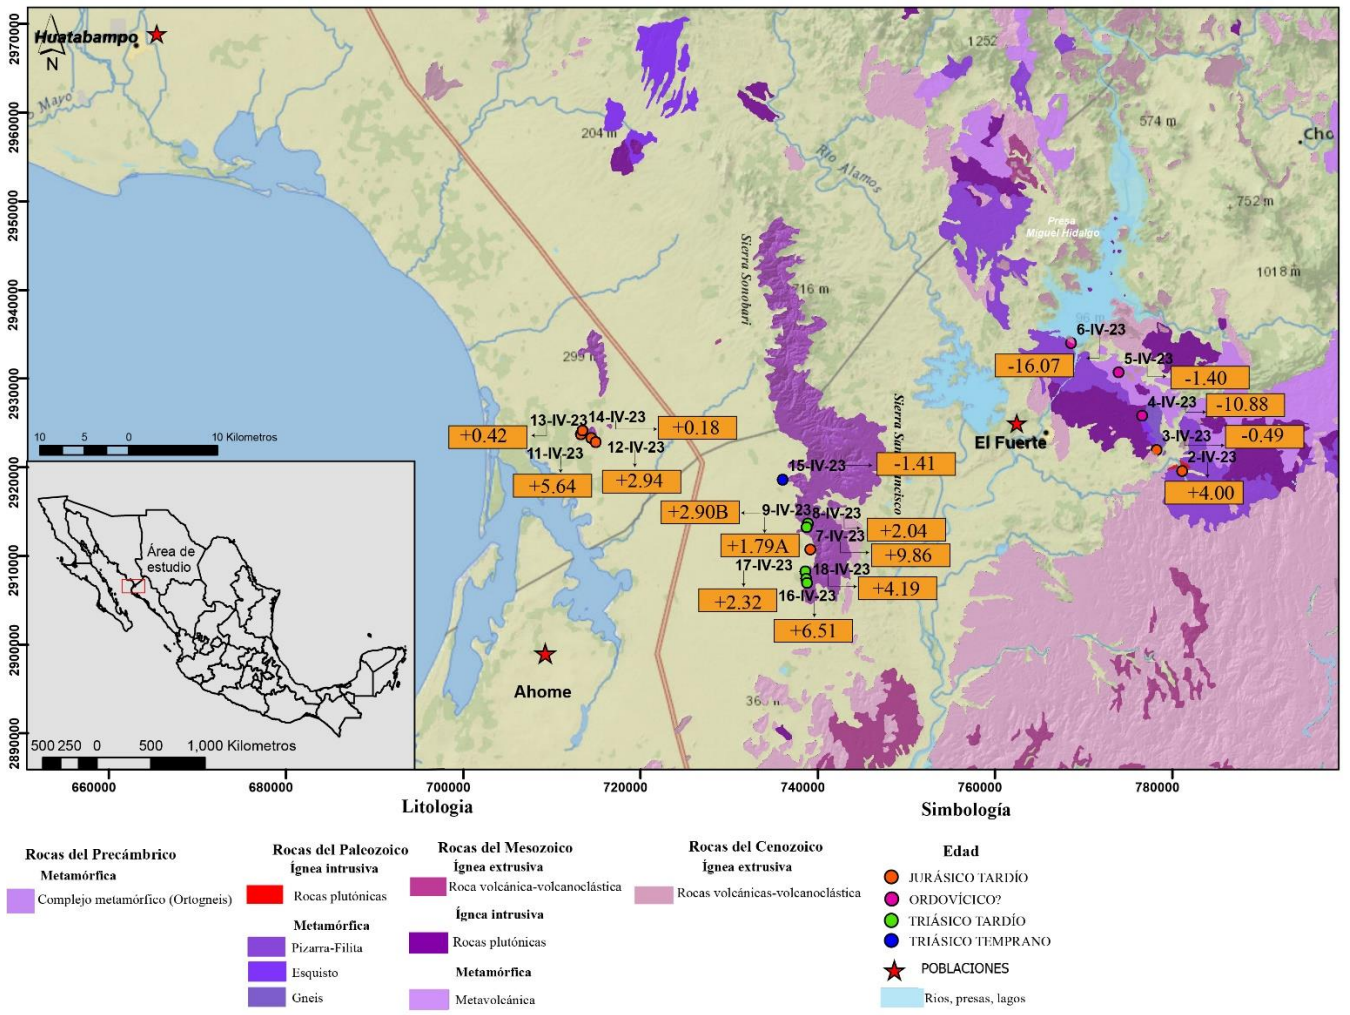 Huatabampo
N
Mayo
204 m
1252
574 m
Cho
Río Alamos
752 m
Presa
Miguel Hidalgo
1018 m
Sierra Sonobari
716 m
96 m
6-IV-23
-16.07
5-IV-23
-1.40
299 m
4-IV-23
-10.88
13-IV-23
14-IV-23
+0.18
+0.42
11-IV-23
12-IV-23
El Fuerte
3-IV-23
-0.49
2-IV-23
+4.00
+5.64
+2.94
15-IV-23
-1.41
+2.90B
9-IV-23
8-IV-23
+2.04
+1.79A
7-IV-23
+9.86
17-IV-23
18-IV-23
+4.19
+2.32
16-IV-23
+6.51
Ahome
2970000
2960000
2950000
2940000
2930000
2920000
2910000
2900000
2890000
10 5 0 10 Kilometros
Área de
estudio
500 250 0 500 1,000 Kilometros
660000 680000 700000 720000 740000 760000 780000
Litologia
Simbología
Rocas del Precámbrico
Metamórfica
Complejo metamórfico (Ortogneis)
Rocas del Paleozoico
Ígnea intrusiva
Rocas plutónicas
Metamórfica
Pizarra-Filita
Esquisto
Gneis
Rocas del Mesozoico
Ígnea extrusiva
Roca volcánica-volcanoclástica
Ígnea intrusiva
Rocas plutónicas
Metamórfica
Metavolcánica
Rocas del Cenozoico
Ígnea extrusiva
Rocas volcánicas-volcanoclástica
Edad
JURÁSICO TARDÍO
ORDOVÍCICO?
TRIÁSICO TARDÍO
TRIÁSICO TEMPRANO
POBLACIONES
Rios, presas, lagos